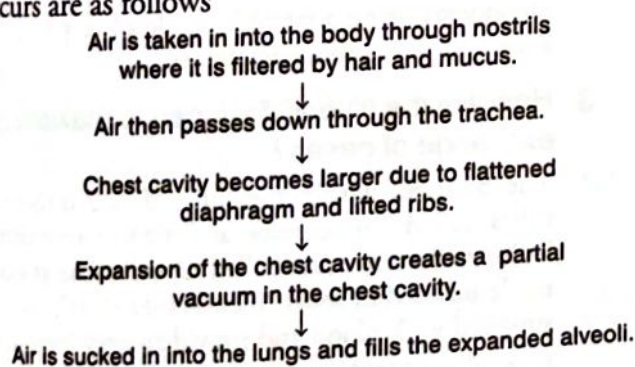 curs are as follows
Air is taken in into the body through nostrils
where it is filtered by hair and mucus.
↓
Air then passes down through the trachea.
↓
Chest cavity becomes larger due to flattened
diaphragm and lifted ribs.
↓
Expansion of the chest cavity creates a partial
vacuum in the chest cavity.
↓
Air is sucked in into the lungs and fills the expanded alveoli.